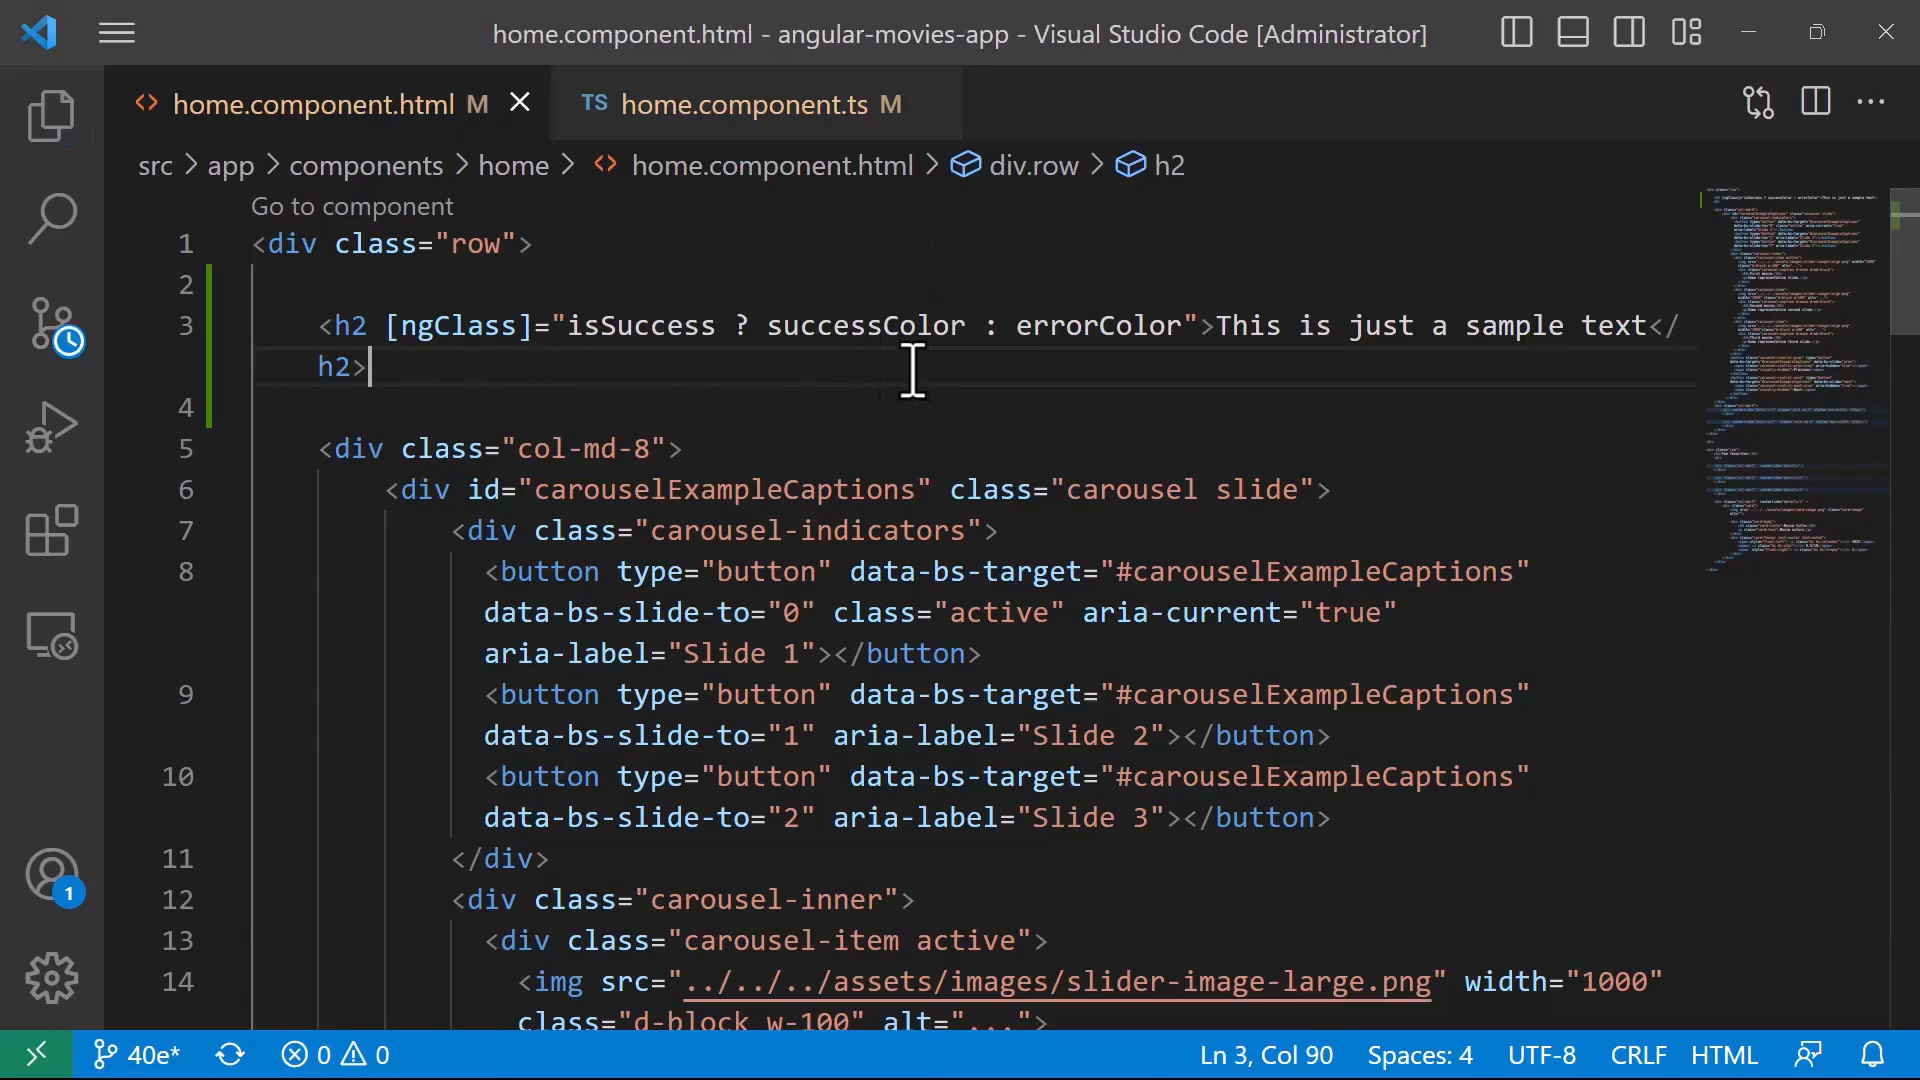 home.component.html - angular-movies-app - Visual Studio Code [Administrator]
<> home.component.html M
TS home.component.ts M
src > app > components > home > <> home.component.html > div.row > h2
Go to component
1 <div class="row">
2
3 <h2 [ngClass]="isSuccess ? successColor : errorColor">This is just a sample text</
h2>
4
5 <div class="col-md-8">
6 <div id="carouselExampleCaptions" class="carousel slide">
7 <div class="carousel-indicators">
8 <button type="button" data-bs-target="#carouselExampleCaptions"
data-bs-slide-to="0" class="active" aria-current="true"
aria-label="Slide 1"></button>
9 <button type="button" data-bs-target="#carouselExampleCaptions"
data-bs-slide-to="1" aria-label="Slide 2"></button>
10 <button type="button" data-bs-target="#carouselExampleCaptions"
data-bs-slide-to="2" aria-label="Slide 3"></button>
11 </div>
12 <div class="carousel-inner">
13 <div class="carousel-item active">
14 <img src="../../../assets/images/slider-image-large.png" width="1000"
class="d-block w-100" alt="...">
1
40e* 0 0 Ln 3, Col 90 Spaces: 4 UTF-8 CRLF HTML